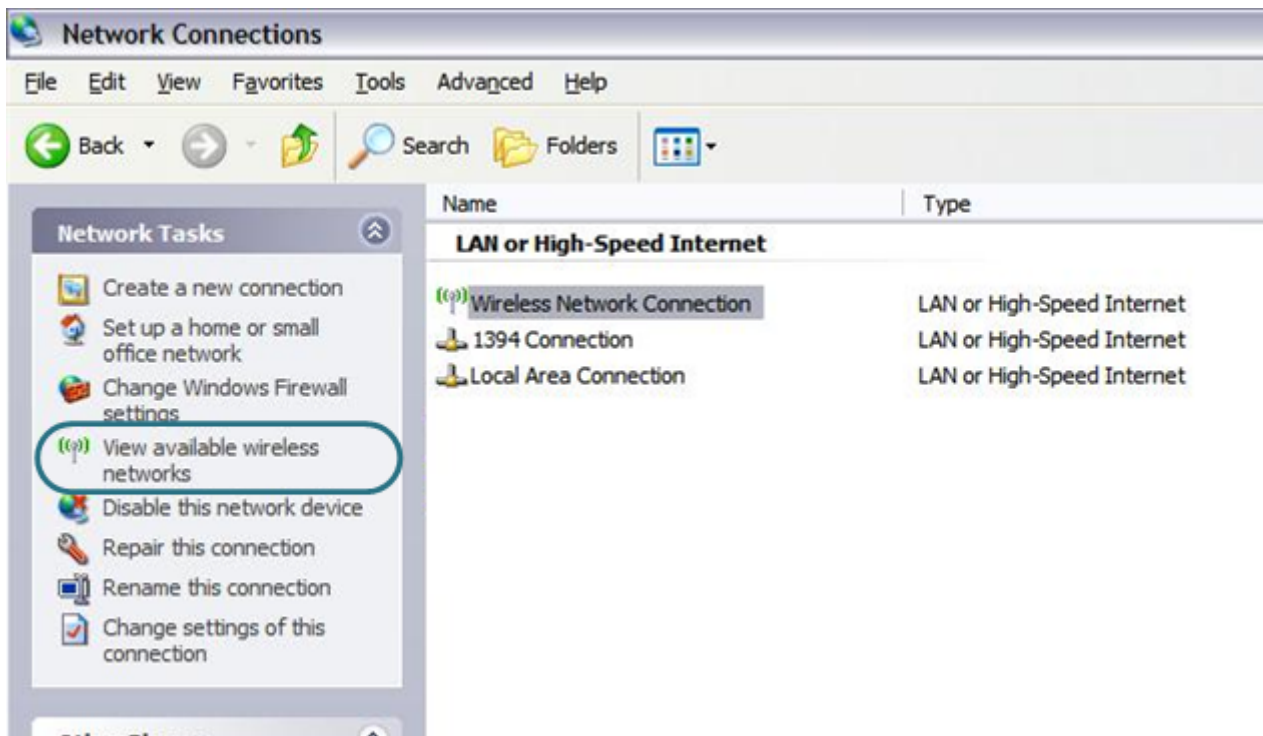 Network Connections
File Edit View Favorites Tools Advanced Help
Back Search Folders
Name Type
Network Tasks
LAN or High-Speed Internet
Create a new connection
Set up a home or small
office network
Change Windows Firewall
settings
View available wireless
networks
Disable this network device
Repair this connection
Rename this connection
Change settings of this
connection
Wireless Network Connection LAN or High-Speed Internet
1394 Connection LAN or High-Speed Internet
Local Area Connection LAN or High-Speed Internet